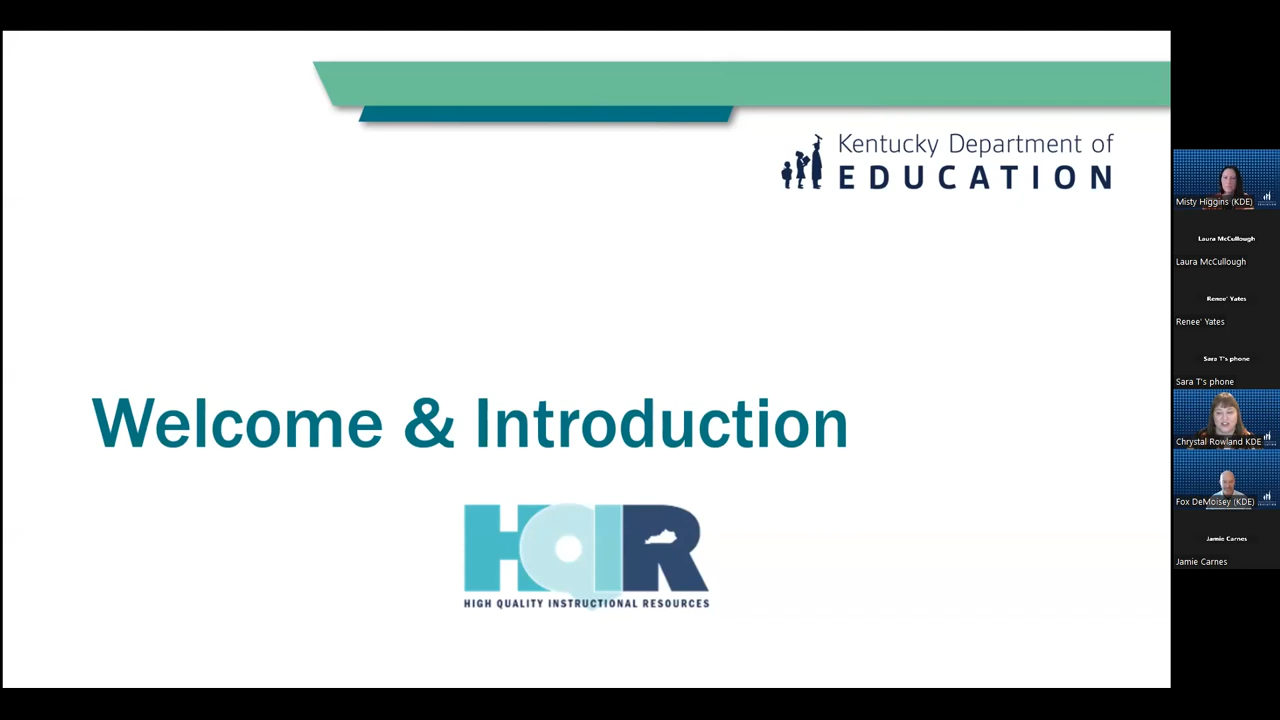 Kentucky Department of
EDUCATION
Welcome & Introduction
HQIR
HIGH QUALITY INSTRUCTIONAL RESOURCES
Misty Higgins (KDE)
Laura McCullough
Laura McCullough
Renee' Yates
Renee' Yates
Sara T's phone
Sara T's phone
Chrystal Rowland KDE
Fox DeMoisey (KDE)
Jamie Carnes
Jamie Carnes